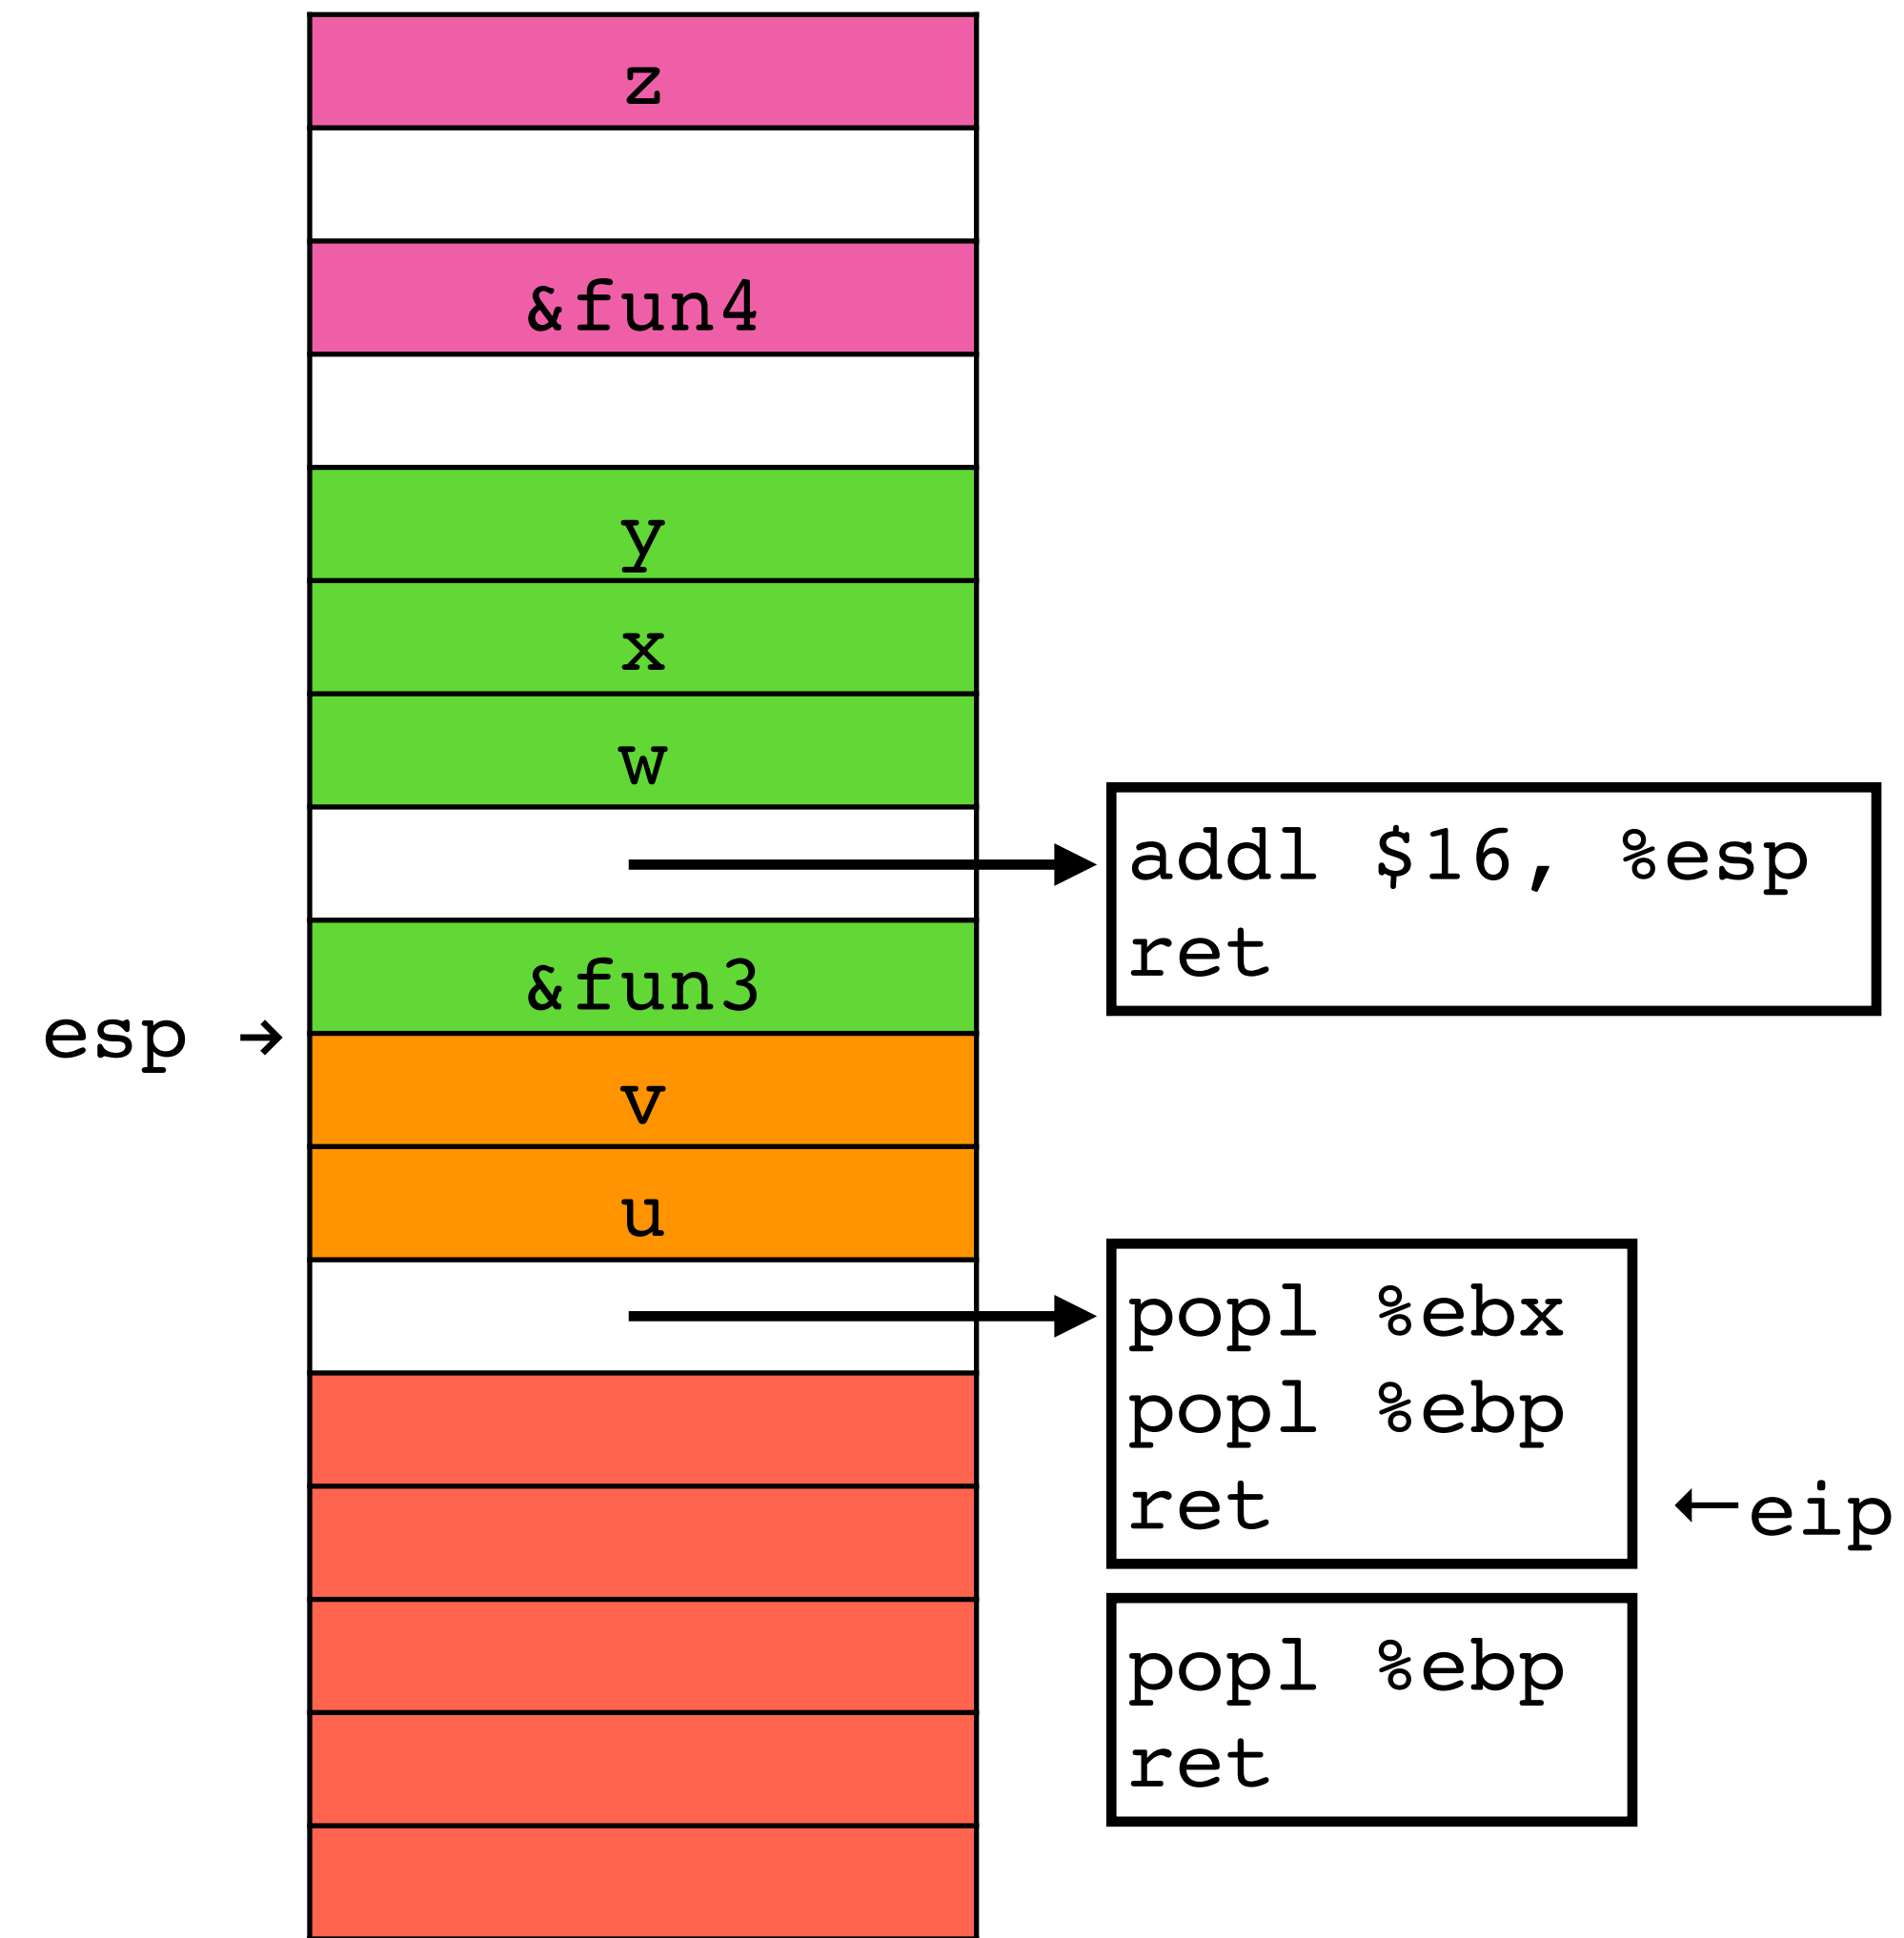 z
&fun4
y
x
w
addl $16, %esp
ret
&fun3
esp →
v
u
popl %ebx
popl %ebp
ret
←eip
popl %ebp
ret